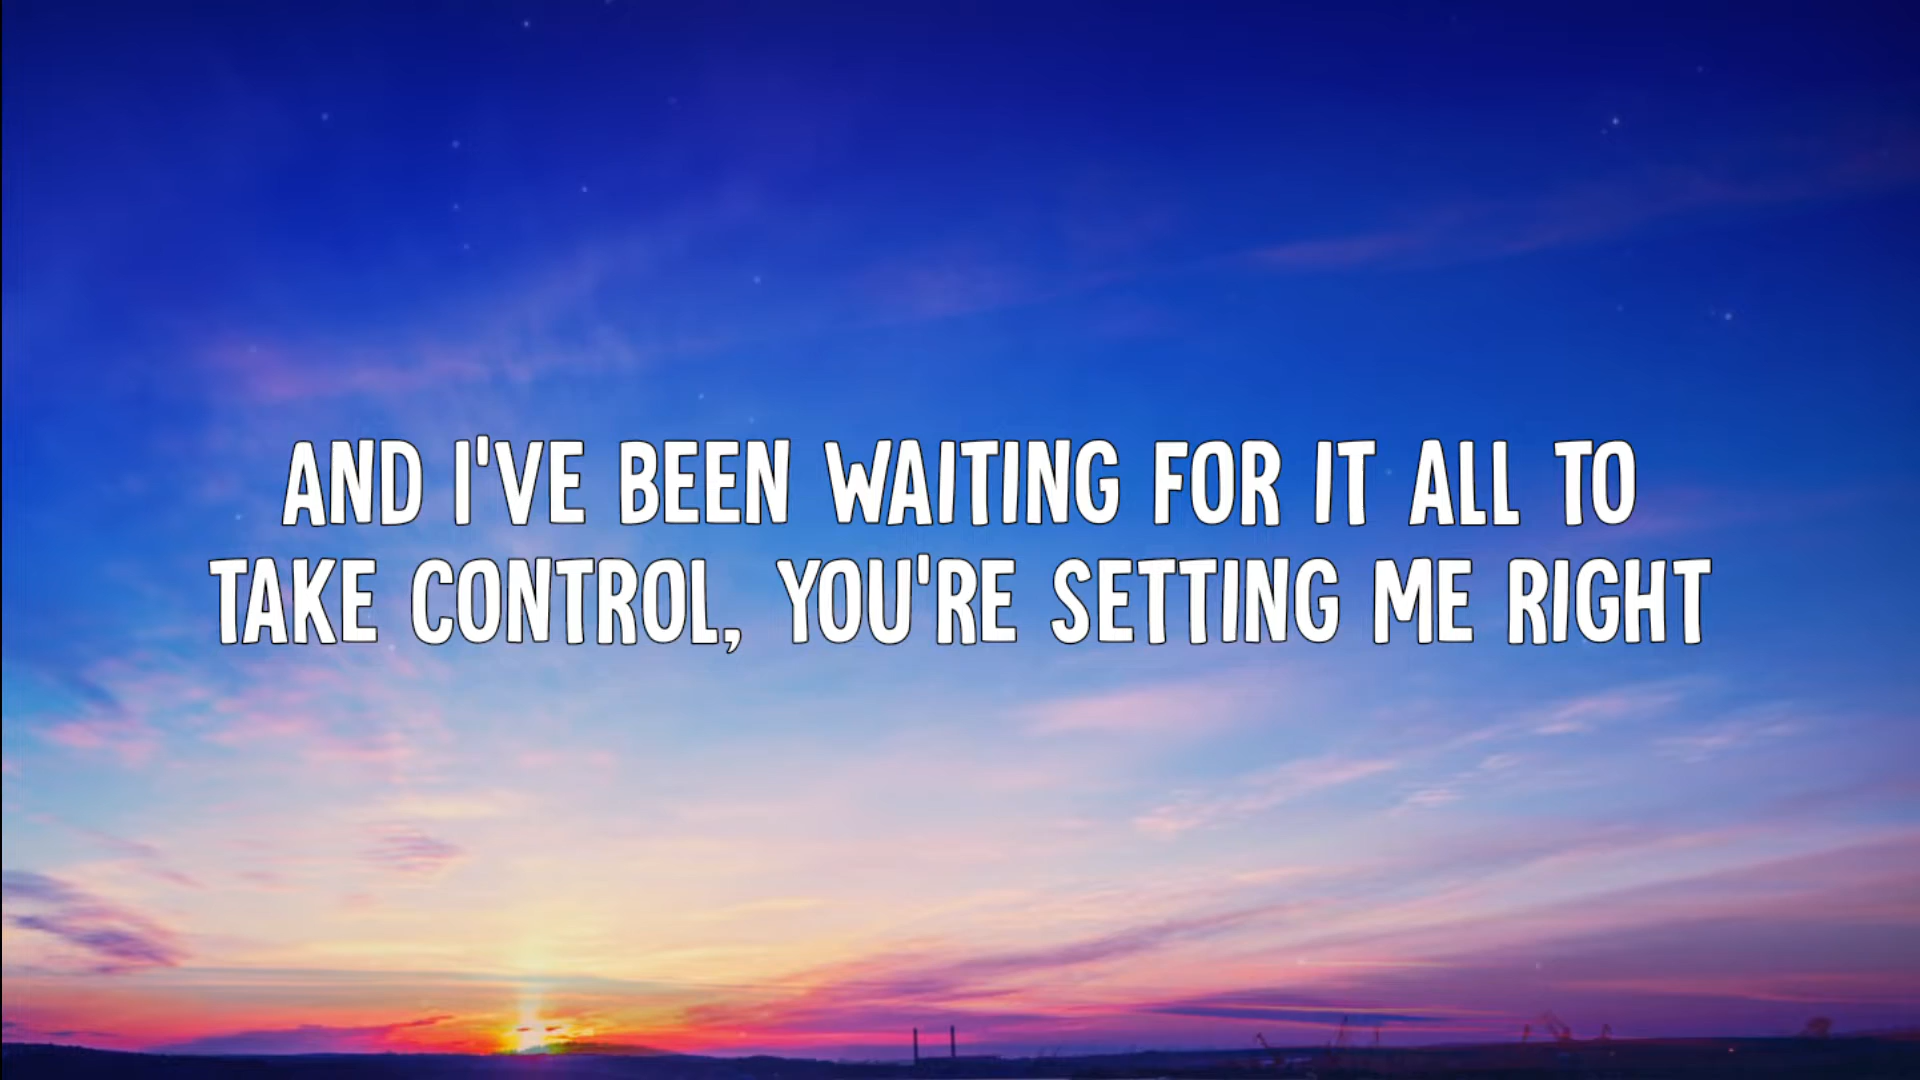 AND I'VE BEEN WAITING FOR IT ALL TO
TAKE CONTROL, YOU'RE SETTING ME RIGHT